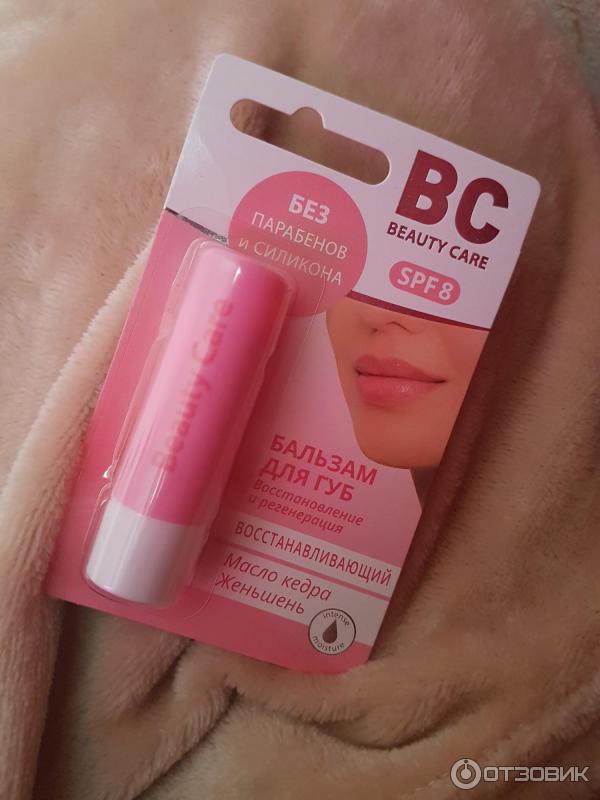 BC
BEAUTY CARE
SPF 8
БЕЗ
ПАРАБЕНОВ
И СИЛИКОНА
Beauty Care
БАЛЬЗАМ
ДЛЯ ГУБ
Восстановление
и регенерация
ВОССТАНАВЛИВАЮЩИЙ
Масло кедра
Женьшень
intense
moisture
ОТЗОВИК